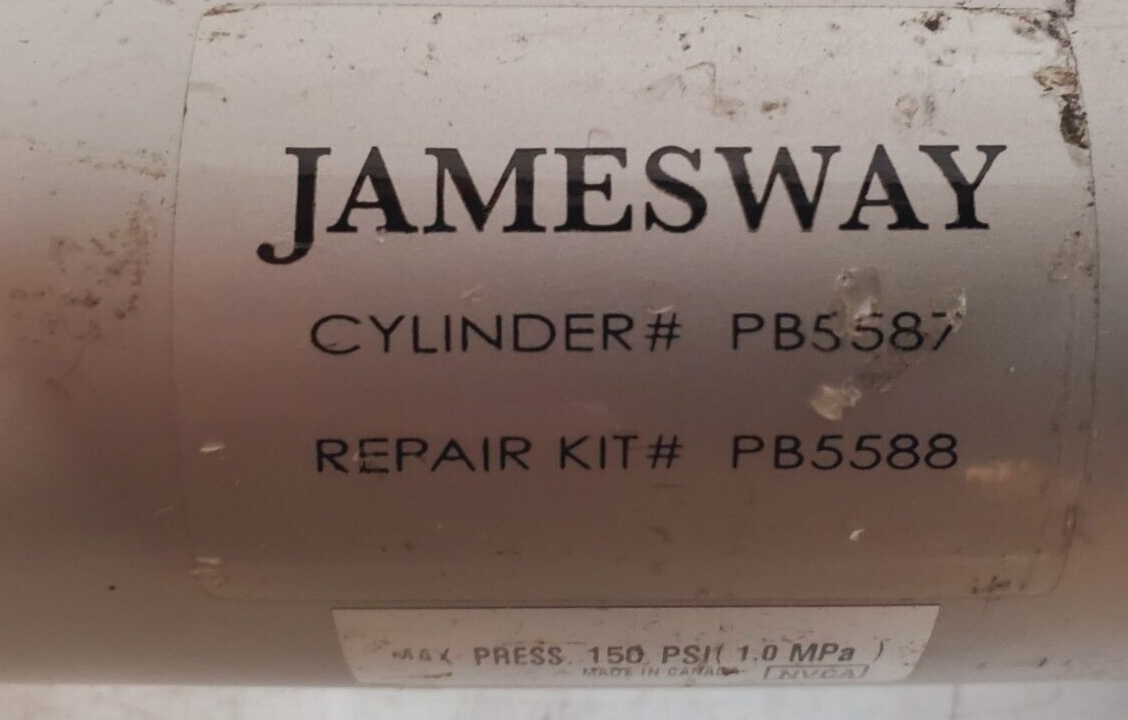 JAMESWAY
CYLINDER# PB5587
REPAIR KIT# PB5588
MAX PRESS. 150 PSI( 1.0 MPa )
MADE IN CANADA NVCA